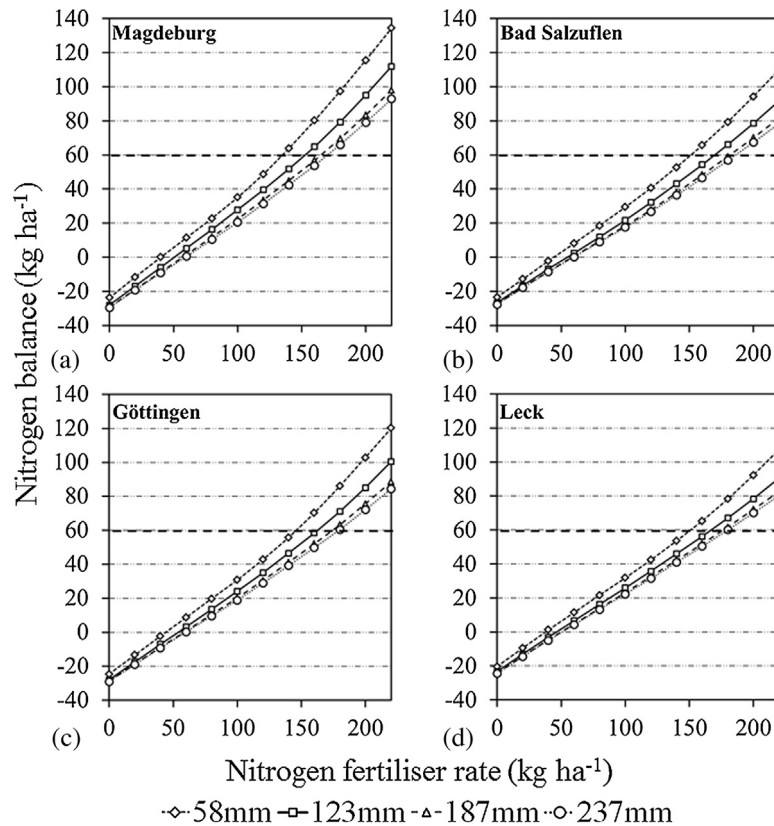 Magdeburg
140
120
100
80
60
40
20
0
-20
-40
0 50 100 150 200
(a)
Bad Salzuflen
140
120
100
80
60
40
20
0
-20
-40
0 50 100 150 200
(b)
Göttingen
140
120
100
80
60
40
20
0
-20
-40
0 50 100 150 200
(c)
Leck
140
120
100
80
60
40
20
0
-20
-40
0 50 100 150 200
(d)
Nitrogen balance (kg ha⁻¹)
Nitrogen fertiliser rate (kg ha⁻¹)
58mm 123mm 187mm 237mm